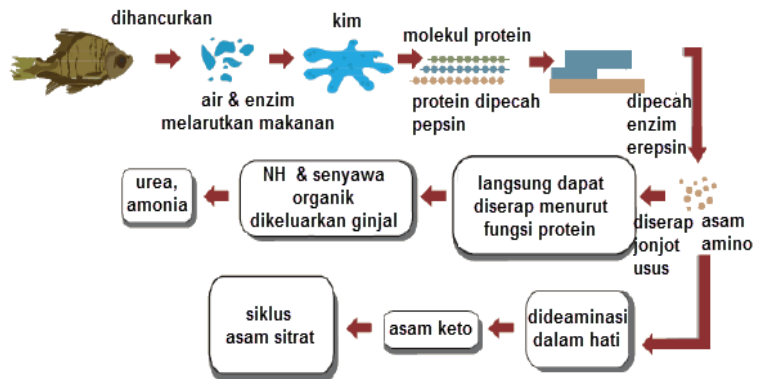 dihancurkan
air & enzim
melarutkan makanan
kim
molekul protein
protein dipecah
pepsin
dipecah
enzim
erepsin
asam
amino
diserap
jonjot
usus
langsung dapat
diserap menurut
fungsi protein
NH & senyawa
organik
dikeluarkan ginjal
urea,
amonia
dideaminasi
dalam hati
asam keto
siklus
asam sitrat